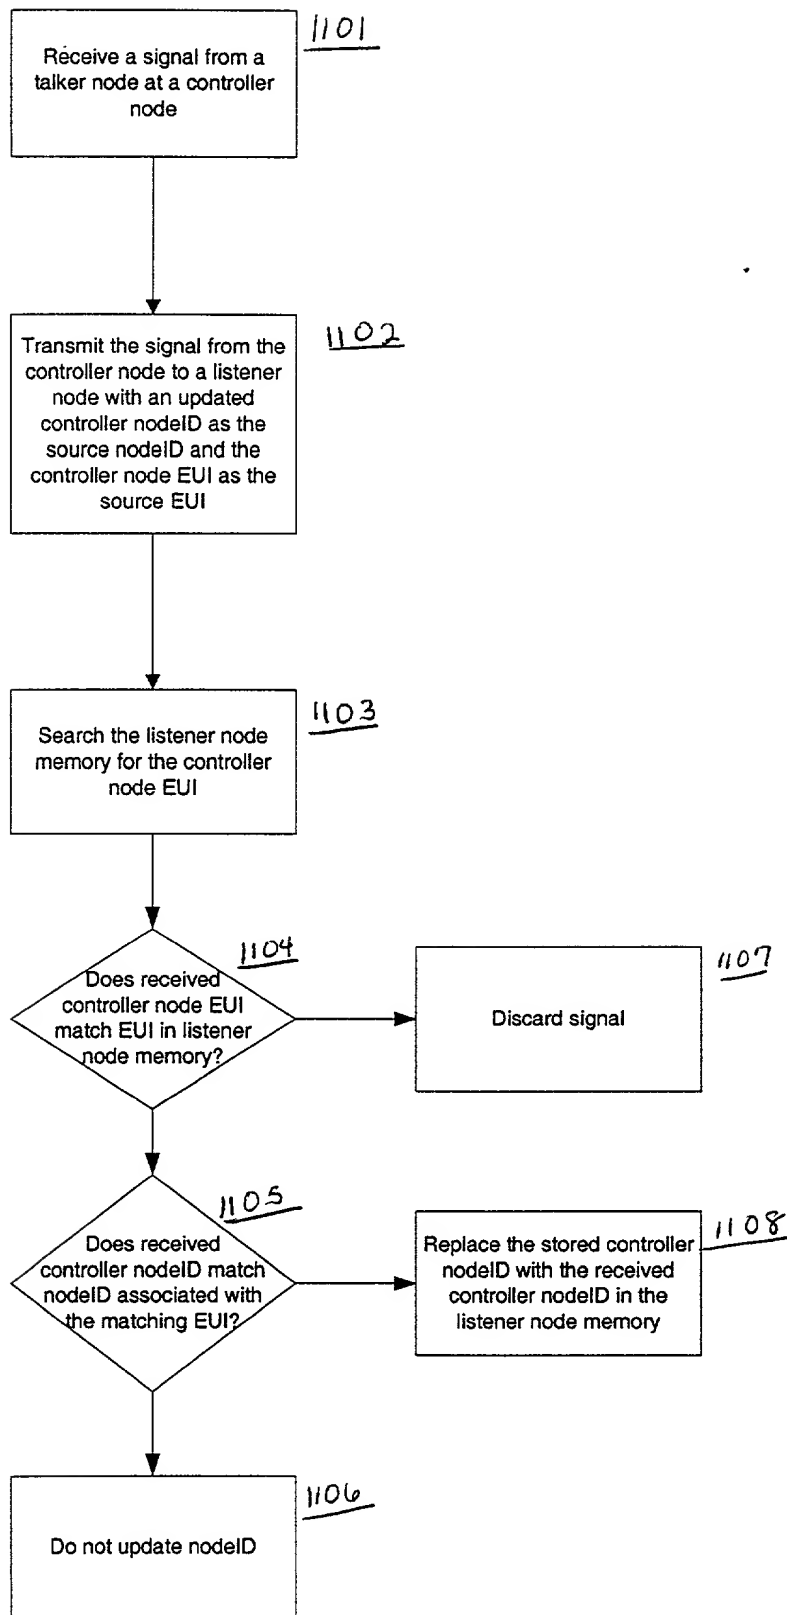 1101
Receive a signal from a
talker node at a controller
node
1102
Transmit the signal from the
controller node to a listener
node with an updated
controller nodeID as the
source nodeID and the
controller node EUI as the
source EUI
1103
Search the listener node
memory for the controller
node EUI
1104
Does received
controller node EUI
match EUI in listener
node memory?
1107
Discard signal
1105
Does received
controller nodeID match
nodeID associated with
the matching EUI?
1108
Replace the stored controller
nodeID with the received
controller nodeID in the
listener node memory
1106
Do not update nodeID